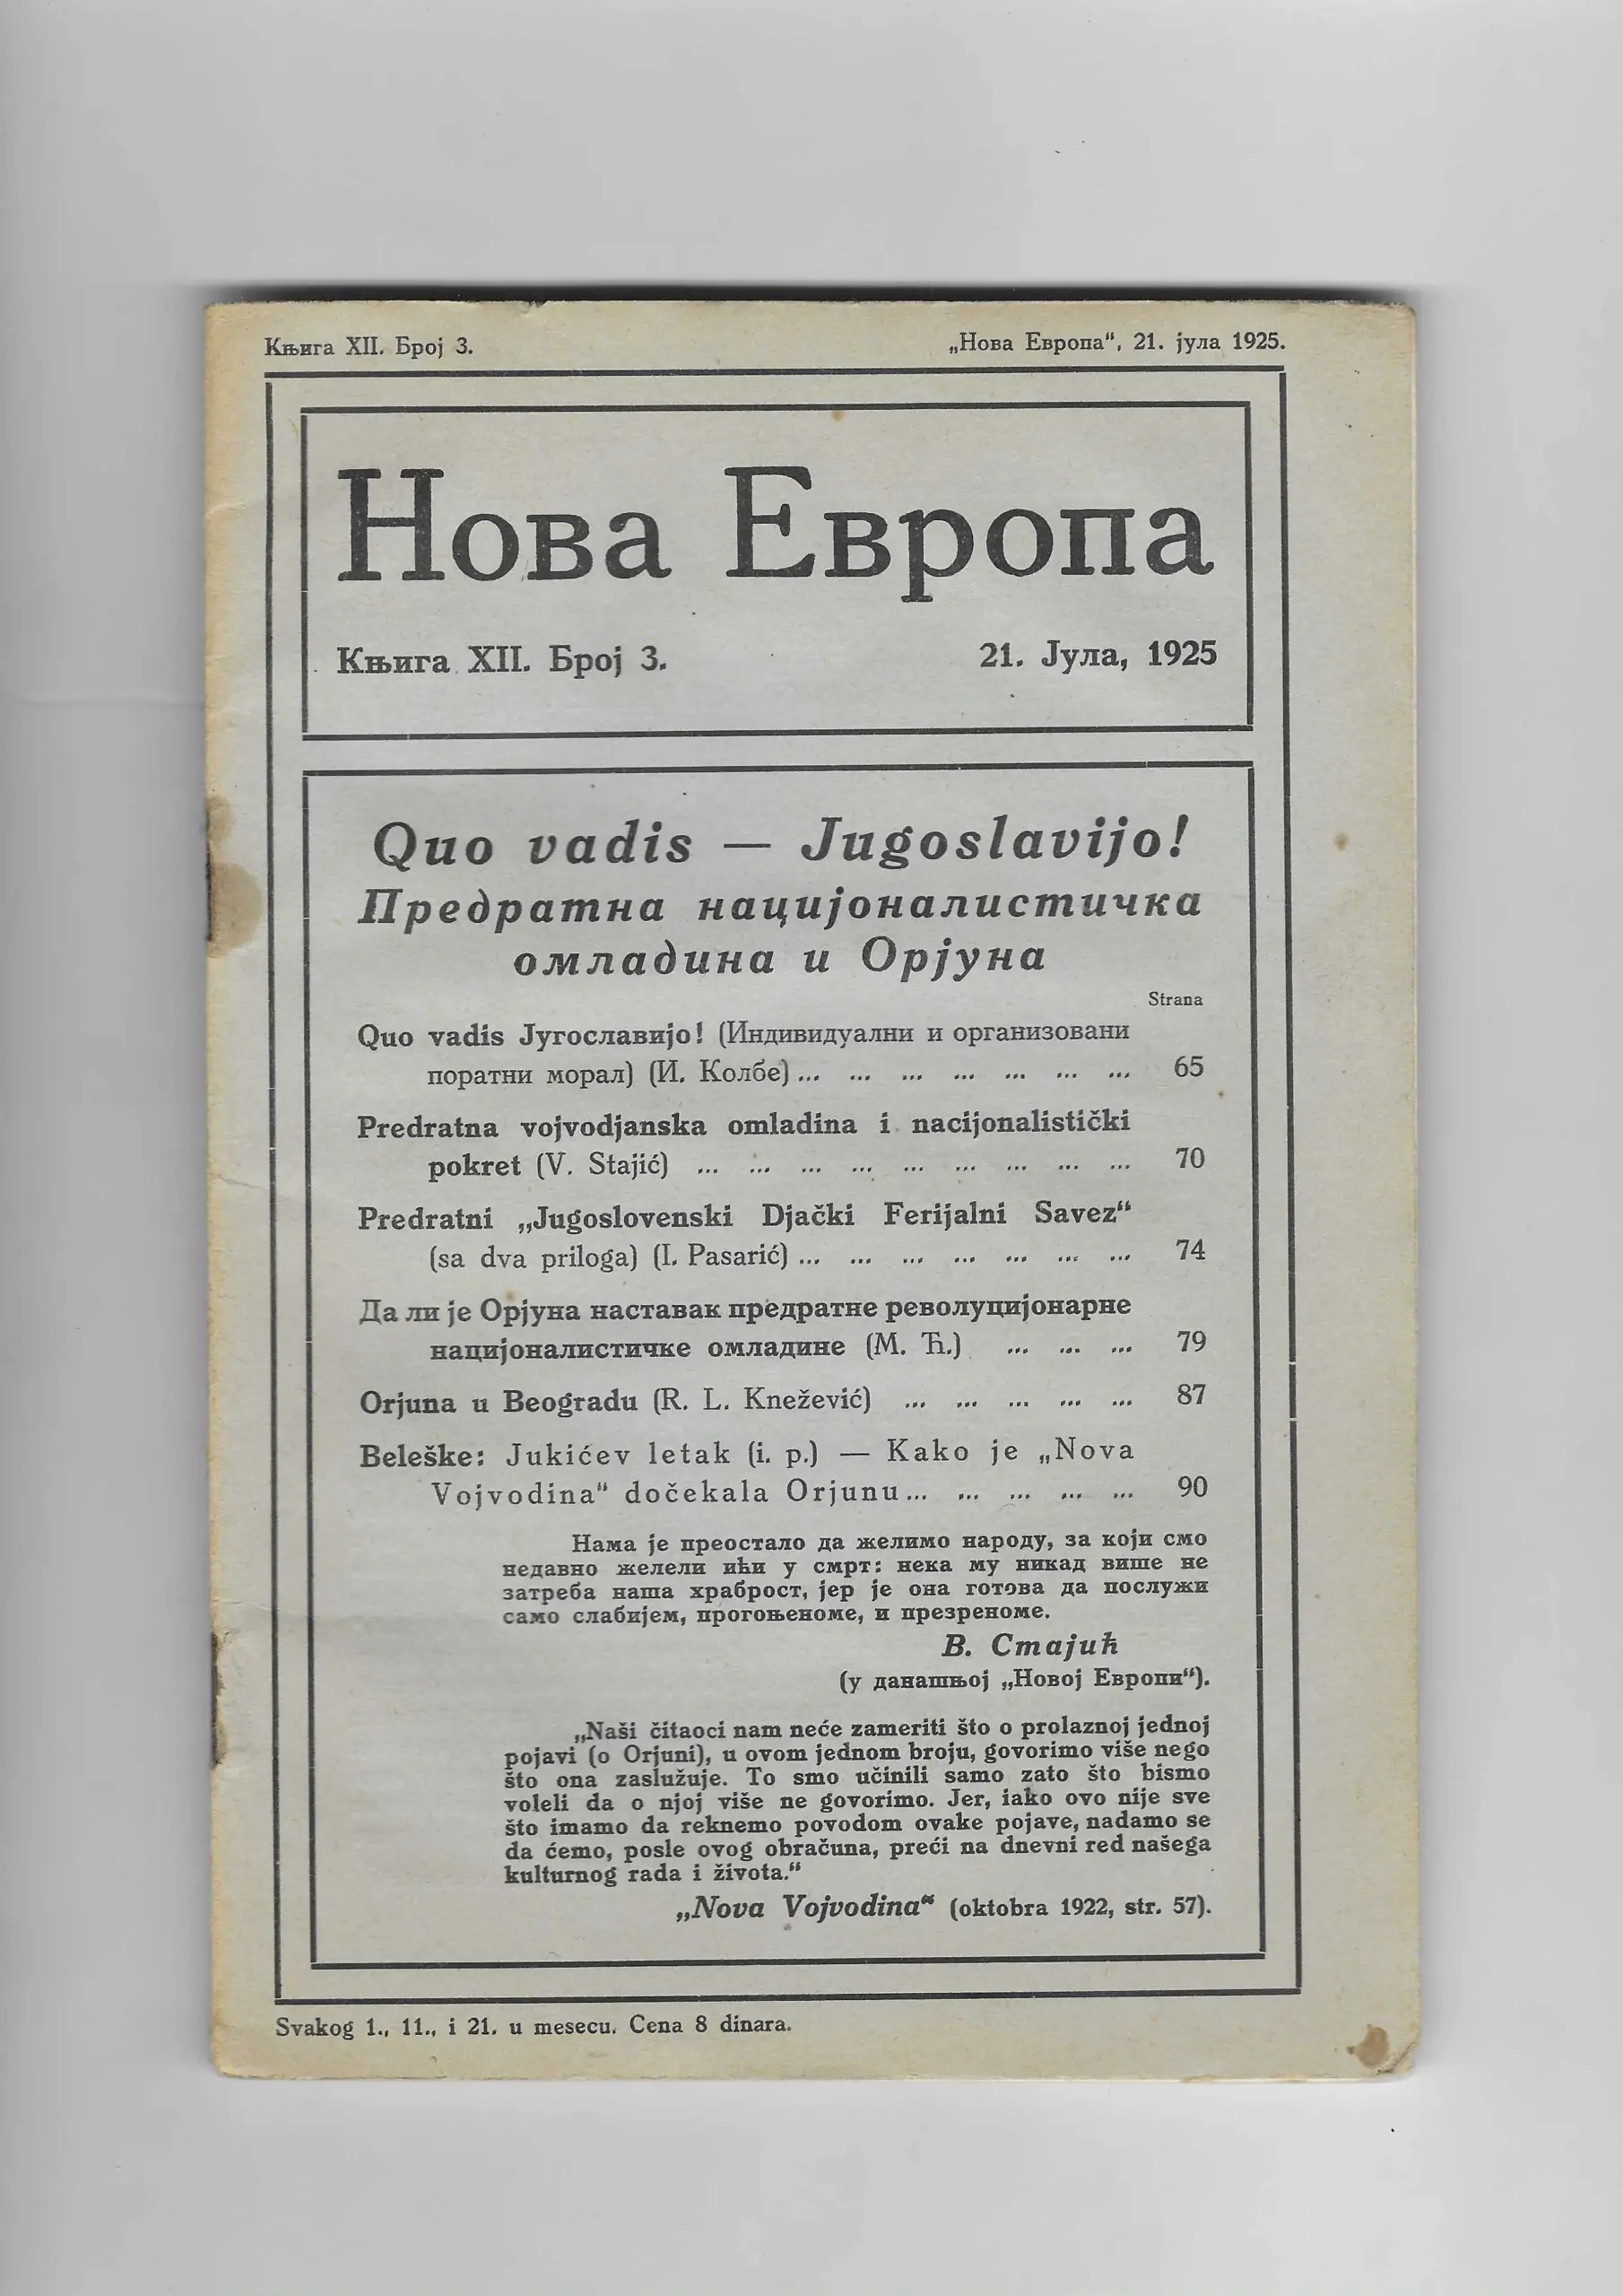 Књига XII. Број 3.
„Нова Европа“, 21. јула 1925.
Нова Европа
Књига XII. Број 3.
21. Јула, 1925
Quo vadis — Jugoslavijo!
Предратна националистичка
омладина и Орјуна
Strana
Quo vadis Југославијо! (Индивидуални и организовани
поратни морал) (И. Колбе) ... ... ... ... ... ... ... 65
Predratna vojvodjanska omladina i nacijonalistički
pokret (V. Stajić) ... ... ... ... ... ... ... ... ... 70
Predratni „Jugoslovenski Djački Ferijalni Savez“
(sa dva priloga) (I. Pasarić) ... ... ... ... ... ... ... 74
Да ли је Орјуна наставак предратне револуцијонарне
нацијоналистичке омладине (М. Ћ.) ... ... ... 79
Orjuna u Beogradu (R. L. Knežević) ... ... ... ... ... 87
Beleške: Jukićev letak (i. p.) — Kako je „Nova
Vojvodina“ dočekala Orjunu ... ... ... ... ... 90
Нама је преостало да желимо народу, за који смо
недавно желели ићи у смрт: нека му никад више не
затреба наша храброст, јер је она готова да послужи
само слабијем, прогоњеноме, и презреноме.
В. Стајић
(у данашњој „Новој Европи“).
„Naši čitaoci nam neće zameriti što o prolaznoj jednoj
pojavi (o Orjuni), u ovom jednom broju, govorimo više nego
što ona zaslužuje. To smo učinili samo zato što bismo
voleli da o njoj više ne govorimo. Jer, iako ovo nije sve
što imamo da reknemo povodom ovake pojave, nadamo se
da ćemo, posle ovog obračuna, preći na dnevni red našega
kulturnog rada i života.“
„Nova Vojvodina“ (oktobra 1922, str. 57).
Svakog 1., 11., i 21. u mesecu. Cena 8 dinara.